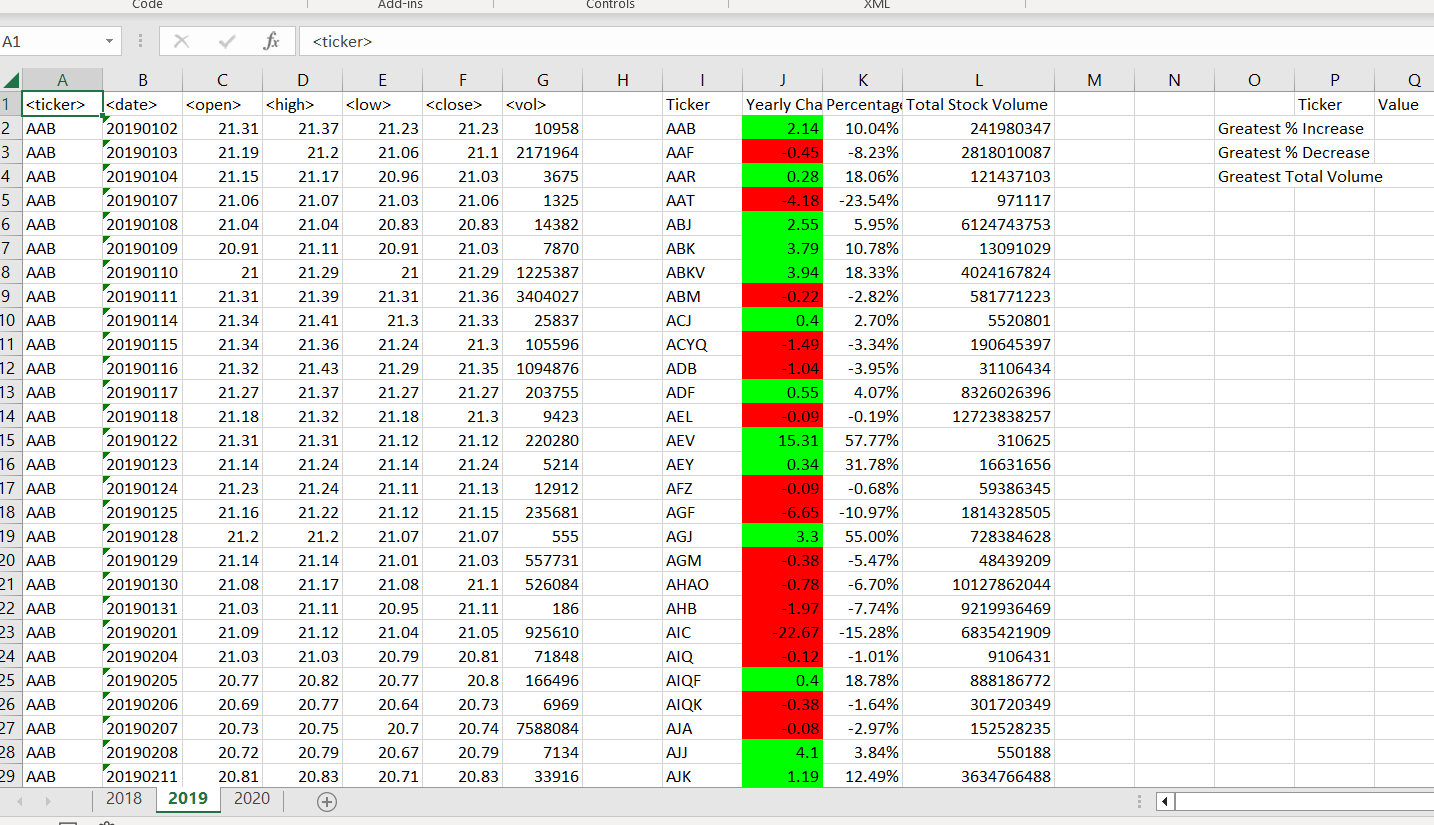 Code Add-ins Controls XML
A1 fx <ticker>
A B C D E F G H I J K L M N O P Q
1 <ticker> <date> <open> <high> <low> <close> <vol> Ticker Yearly Cha Percentage Total Stock Volume Ticker Value
2 AAB 20190102 21.31 21.37 21.23 21.23 10958 AAB 2.14 10.04% 241980347 Greatest % Increase
3 AAB 20190103 21.19 21.2 21.06 21.1 2171964 AAF -0.45 -8.23% 2818010087 Greatest % Decrease
4 AAB 20190104 21.15 21.17 20.96 21.03 3675 AAR 0.28 18.06% 121437103 Greatest Total Volume
5 AAB 20190107 21.06 21.07 21.03 21.06 1325 AAT -4.18 -23.54% 971117
6 AAB 20190108 21.04 21.04 20.83 20.83 14382 ABJ 2.55 5.95% 6124743753
7 AAB 20190109 20.91 21.11 20.91 21.03 7870 ABK 3.79 10.78% 13091029
8 AAB 20190110 21 21.29 21 21.29 1225387 ABKV 3.94 18.33% 4024167824
9 AAB 20190111 21.31 21.39 21.31 21.36 3404027 ABM -0.22 -2.82% 581771223
10 AAB 20190114 21.34 21.41 21.3 21.33 25837 ACJ 0.4 2.70% 5520801
11 AAB 20190115 21.34 21.36 21.24 21.3 105596 ACYQ -1.49 -3.34% 190645397
12 AAB 20190116 21.32 21.43 21.29 21.35 1094876 ADB -1.04 -3.95% 31106434
13 AAB 20190117 21.27 21.37 21.27 21.27 203755 ADF 0.55 4.07% 8326026396
14 AAB 20190118 21.18 21.32 21.18 21.3 9423 AEL -0.09 -0.19% 12723838257
15 AAB 20190122 21.31 21.31 21.12 21.12 220280 AEV 15.31 57.77% 310625
16 AAB 20190123 21.14 21.24 21.14 21.24 5214 AEY 0.34 31.78% 16631656
17 AAB 20190124 21.23 21.24 21.11 21.13 12912 AFZ -0.09 -0.68% 59386345
18 AAB 20190125 21.16 21.22 21.12 21.15 235681 AGF -6.65 -10.97% 1814328505
19 AAB 20190128 21.2 21.2 21.07 21.07 555 AGJ 3.3 55.00% 728384628
20 AAB 20190129 21.14 21.14 21.01 21.03 557731 AGM -0.38 -5.47% 48439209
21 AAB 20190130 21.08 21.17 21.08 21.1 526084 AHAO -0.78 -6.70% 10127862044
22 AAB 20190131 21.03 21.11 20.95 21.11 186 AHB -1.97 -7.74% 9219936469
23 AAB 20190201 21.09 21.12 21.04 21.05 925610 AIC -22.67 -15.28% 6835421909
24 AAB 20190204 21.03 21.03 20.79 20.81 71848 AIQ -0.12 -1.01% 9106431
25 AAB 20190205 20.77 20.82 20.77 20.8 166496 AIQF 0.4 18.78% 888186772
26 AAB 20190206 20.69 20.77 20.64 20.73 6969 AIQK -0.38 -1.64% 301720349
27 AAB 20190207 20.73 20.75 20.7 20.74 7588084 AJA -0.08 -2.97% 152528235
28 AAB 20190208 20.72 20.79 20.67 20.79 7134 AJJ 4.1 3.84% 550188
29 AAB 20190211 20.81 20.83 20.71 20.83 33916 AJK 1.19 12.49% 3634766488
2018 2019 2020